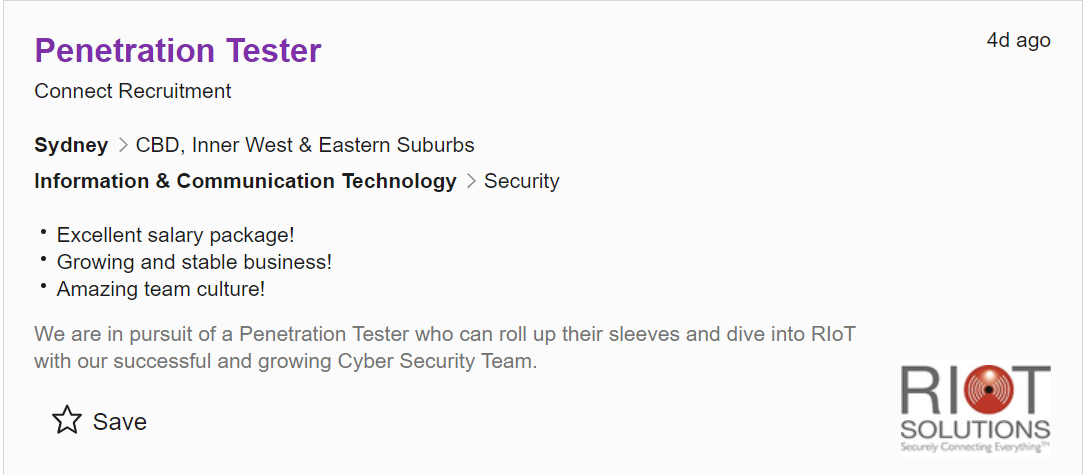 Penetration Tester
4d ago
Connect Recruitment
Sydney > CBD, Inner West & Eastern Suburbs
Information & Communication Technology > Security
• Excellent salary package!
• Growing and stable business!
• Amazing team culture!
We are in pursuit of a Penetration Tester who can roll up their sleeves and dive into RIoT
with our successful and growing Cyber Security Team.
Save
RIOT
SOLUTIONS
Securely Connecting Everything™